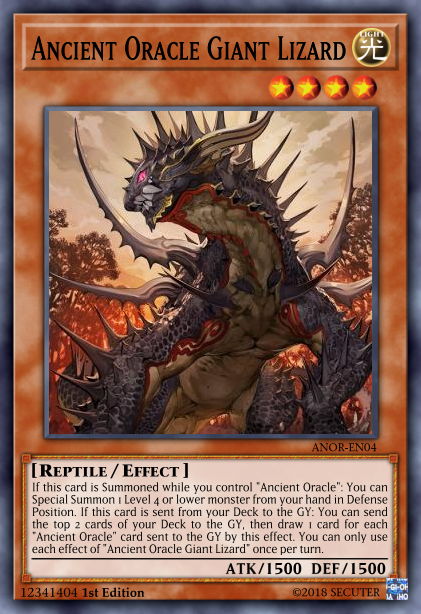 ANCIENT ORACLE GIANT LIZARD
LIGHT
光
ANOR-EN04
[REPTILE / EFFECT]
If this card is Summoned while you control "Ancient Oracle": You can
Special Summon 1 Level 4 or lower monster from your hand in Defense
Position. If this card is sent from your Deck to the GY: You can send
the top 2 cards of your Deck to the GY, then draw 1 card for each
"Ancient Oracle" card sent to the GY by this effect. You can only use
each effect of "Ancient Oracle Giant Lizard" once per turn.
ATK/1500 DEF/1500
12341404 1st Edition
©2018 SECUTER